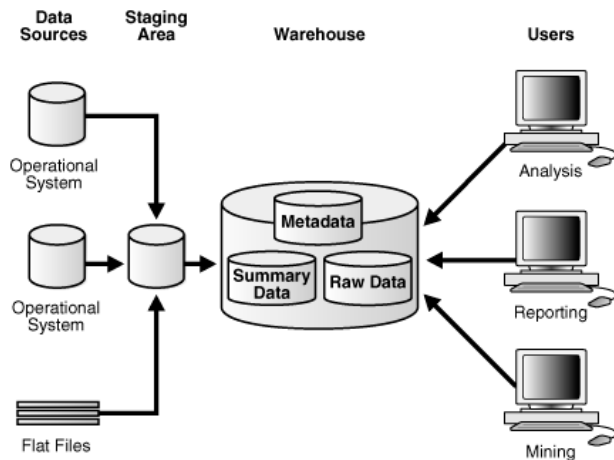 Data
Sources
Staging
Area
Warehouse
Users
Operational
System
Analysis
Metadata
Summary
Data
Raw Data
Operational
System
Reporting
Flat Files
Mining